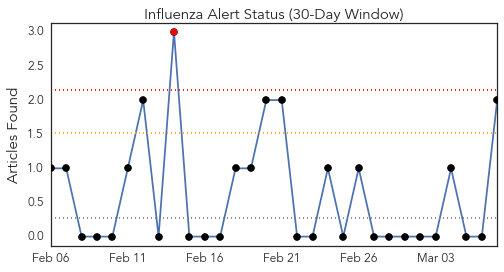 Influenza Alert Status (30-Day Window)
Articles Found
3.0
2.5
2.0
1.5
1.0
0.5
0.0
Feb 06 Feb 11 Feb 16 Feb 21 Feb 26 Mar 03